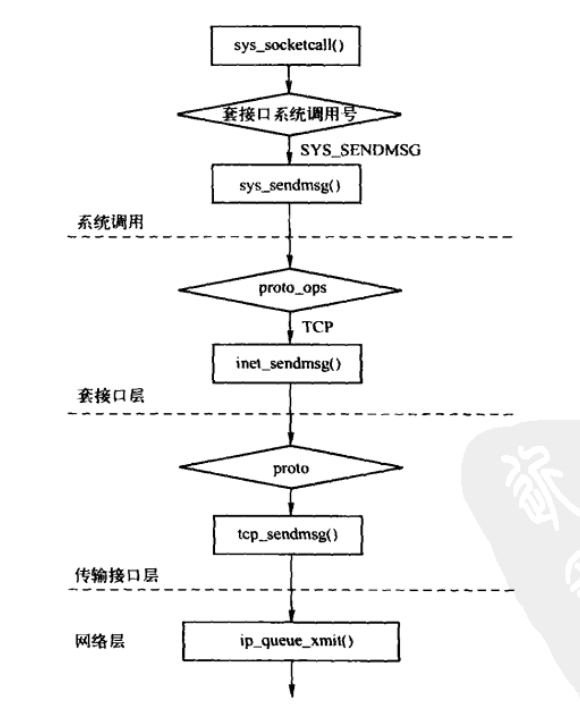 sys_socketcall()
套接口系统调用号
SYS_SENDMSG
sys_sendmsg()
系统调用
proto_ops
TCP
inet_sendmsg()
套接口层
proto
tcp_sendmsg()
传输接口层
网络层
ip_queue_xmit()